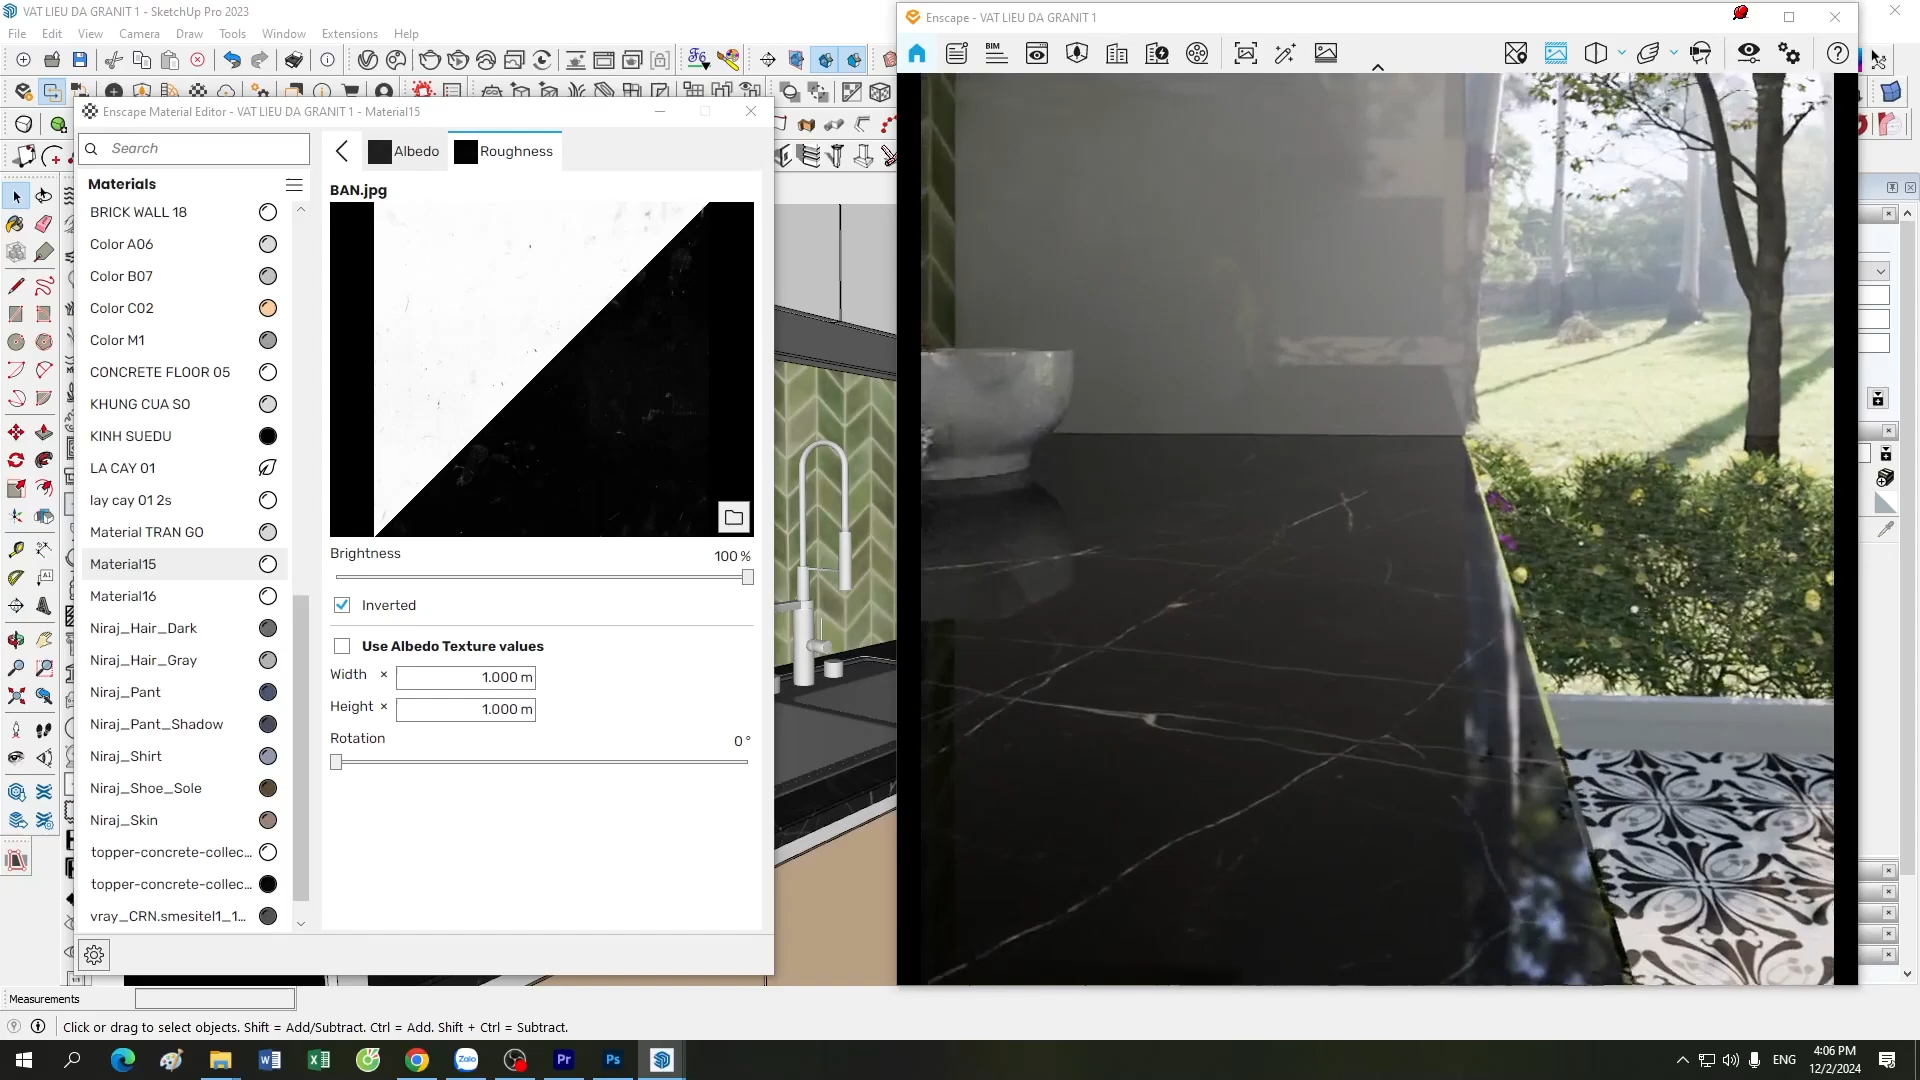 VAT LIEU DA GRANIT 1 - SketchUp Pro 2023
File Edit View Camera Draw Tools Window Extensions Help
Enscape - VAT LIEU DA GRANIT 1
BIM
Enscape Material Editor - VAT LIEU DA GRANIT 1 - Material15
Search
Materials
BRICK WALL 18
Color A06
Color B07
Color C02
Color M1
CONCRETE FLOOR 05
KHUNG CUA SO
KINH SUEDU
LA CAY 01
lay cay 01 2s
Material TRAN GO
Material15
Material16
Niraj_Hair_Dark
Niraj_Hair_Gray
Niraj_Pant
Niraj_Pant_Shadow
Niraj_Shirt
Niraj_Shoe_Sole
Niraj_Skin
topper-concrete-collec...
topper-concrete-collec...
vray_CRN.smesitel1_1...
Albedo Roughness
BAN.jpg
Brightness 100 %
Inverted
Use Albedo Texture values
Width × 1.000 m
Height × 1.000 m
Rotation 0 °
Measurements
Click or drag to select objects. Shift = Add/Subtract. Ctrl = Add. Shift + Ctrl = Subtract.
Zalo Pr Ps
ENG
4:06 PM
12/2/2024